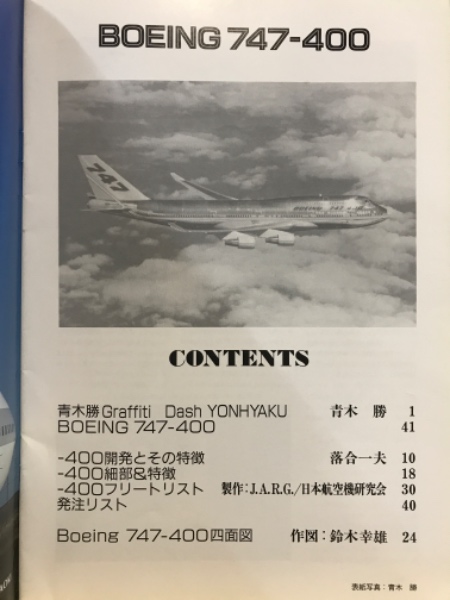 BOEING 747-400
747
BOEING 747-400
CONTENTS
青木勝Graffiti Dash YONHYAKU 青木 勝 1
BOEING 747-400 41
-400開発とその特徴 落合一夫 10
-400細部&特徴 18
-400フリートリスト 製作:J.A.R.G./日本航空機研究会 30
発注リスト 40
Boeing 747-400四面図 作図:鈴木幸雄 24
表紙写真:青木 勝